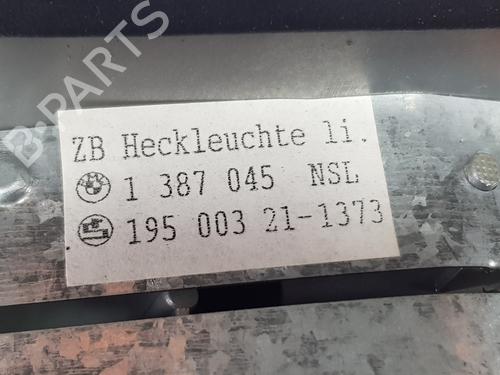 B-PARTS
ZB Heckleuchte li.
1 387 045 NSL
195 003 21-1373